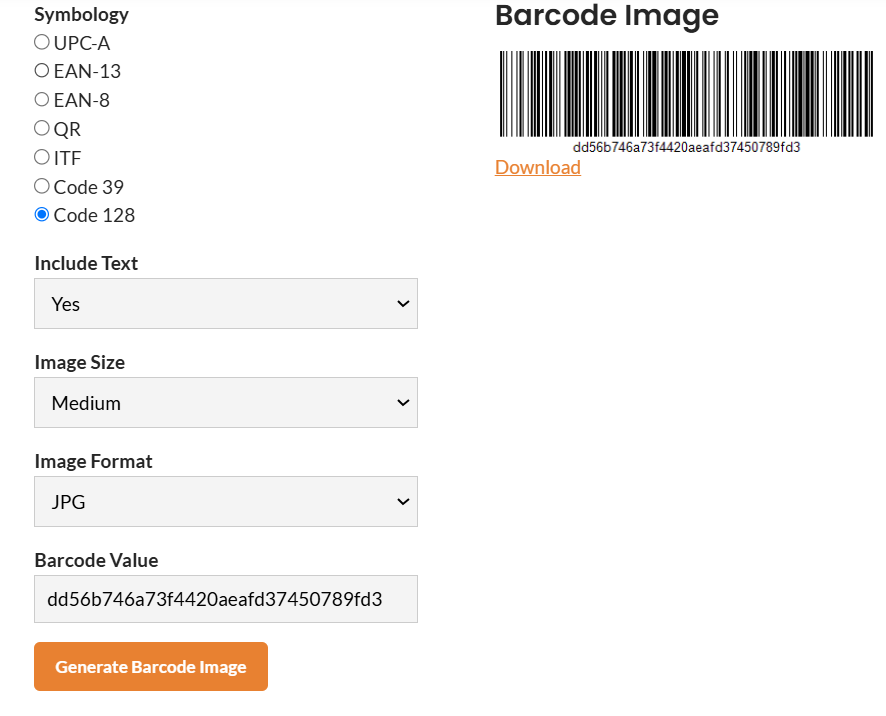 Symbology
UPC-A
EAN-13
EAN-8
QR
ITF
Code 39
Code 128
Include Text
Yes
Image Size
Medium
Image Format
JPG
Barcode Value
dd56b746a73f4420aeafd37450789fd3
Generate Barcode Image
Barcode Image
dd56b746a73f4420aeafd37450789fd3
Download